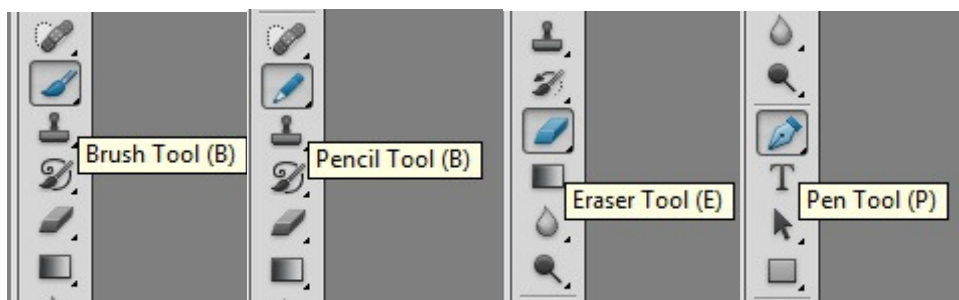 Brush Tool (B)
Pencil Tool (B)
Eraser Tool (E)
T
Pen Tool (P)